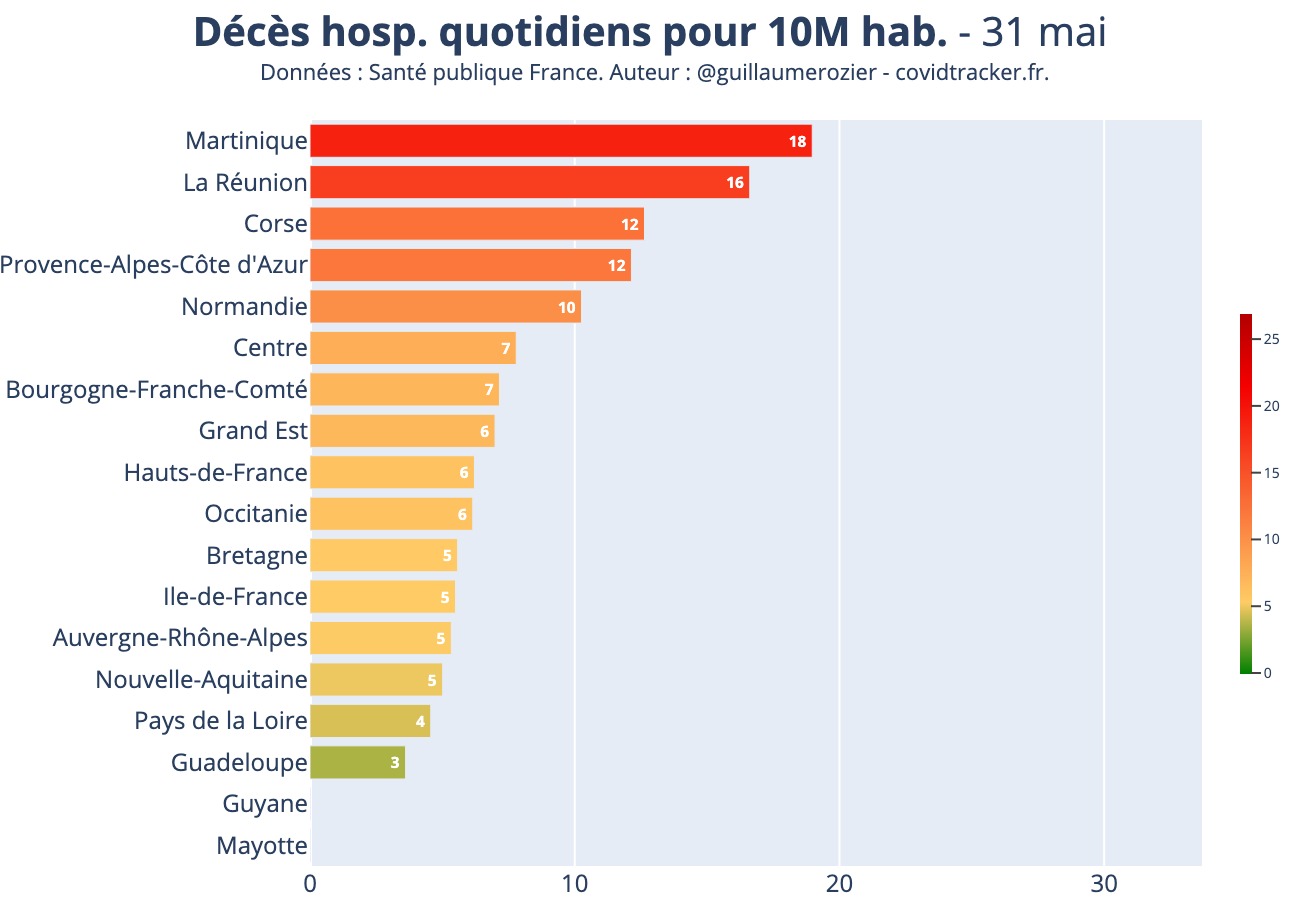 Décès hosp. quotidiens pour 10M hab. - 31 mai
Données : Santé publique France. Auteur : @guillaumerozier - covidtracker.fr.
Martinique 18
La Réunion 16
Corse 12
Provence-Alpes-Côte d'Azur 12
Normandie 10
Centre 7
Bourgogne-Franche-Comté 7
Grand Est 6
Hauts-de-France 6
Occitanie 6
Bretagne 5
Ile-de-France 5
Auvergne-Rhône-Alpes 5
Nouvelle-Aquitaine 5
Pays de la Loire 4
Guadeloupe 3
Guyane
Mayotte
0 10 20 30
25
20
15
10
5
0